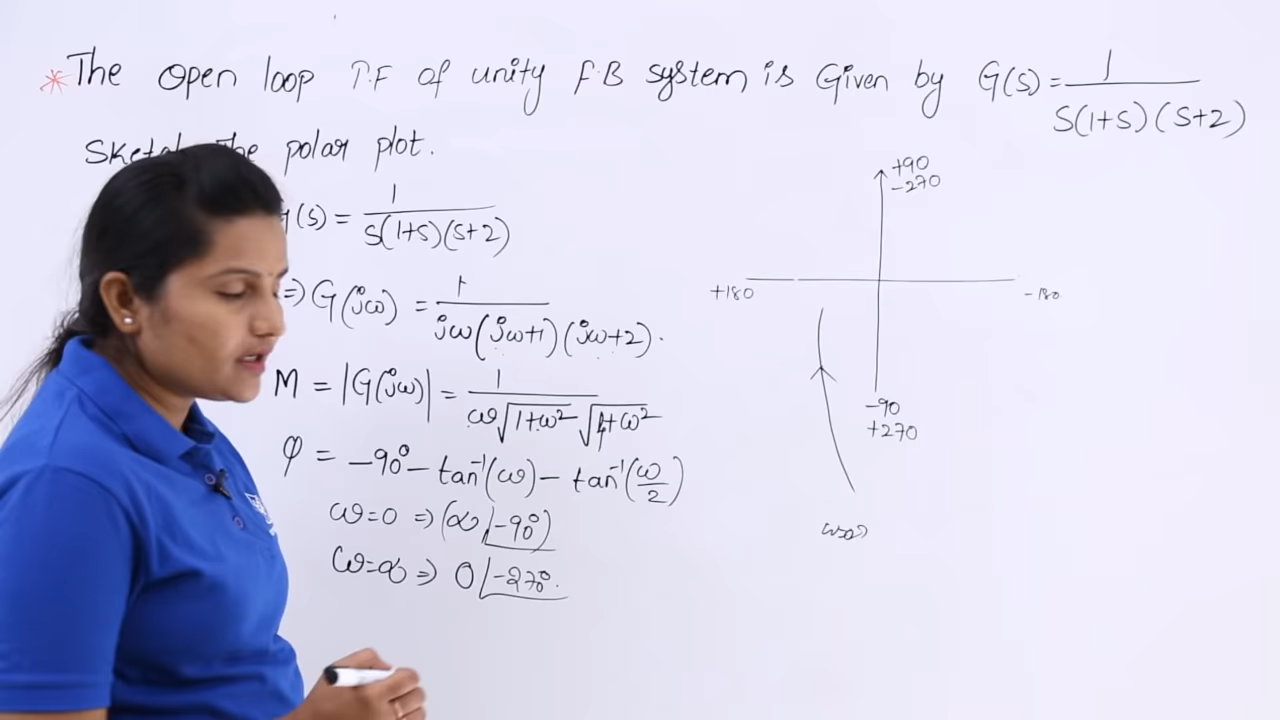 *The open loop T.F of unity F.B system is Given by G(s)= 1 / S(1+S)(S+2)
the polar plot.
(s) = 1 / S(1+S)(S+2)
=> G(jω) = 1 / jω(jω+1)(jω+2).
M = |G(jω)| = 1 / ω√1+ω² √4+ω²
φ = -90° - tan⁻¹(ω) - tan⁻¹(ω/2)
ω=0 => (∝ ∠-90°)
ω=∝ => 0 ∠-270°.
+90
-270
+180
-180
-90
+270